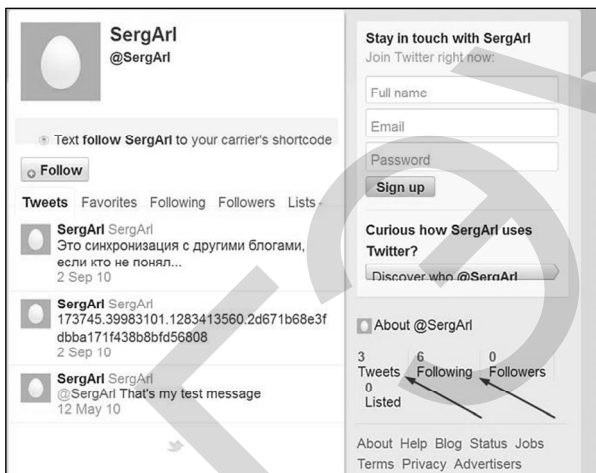 SergArl
@SergArl
Text follow SergArl to your carrier's shortcode
Follow
Tweets Favorites Following Followers Lists
SergArl SergArl
Это синхронизация с другими блогами,
если кто не понял...
2 Sep 10
SergArl SergArl
173745.39983101.1283413560.2d671b68e3f
dbba171f438b8bfd56808
2 Sep 10
SergArl SergArl
@SergArl That's my test message
12 May 10
Stay in touch with SergArl
Join Twitter right now:
Full name
Email
Password
Sign up
Curious how SergArl uses
Twitter?
Discover who @SergArl
About @SergArl
3 6 0
Tweets Following Followers
0
Listed
About Help Blog Status Jobs
Terms Privacy Advertisers